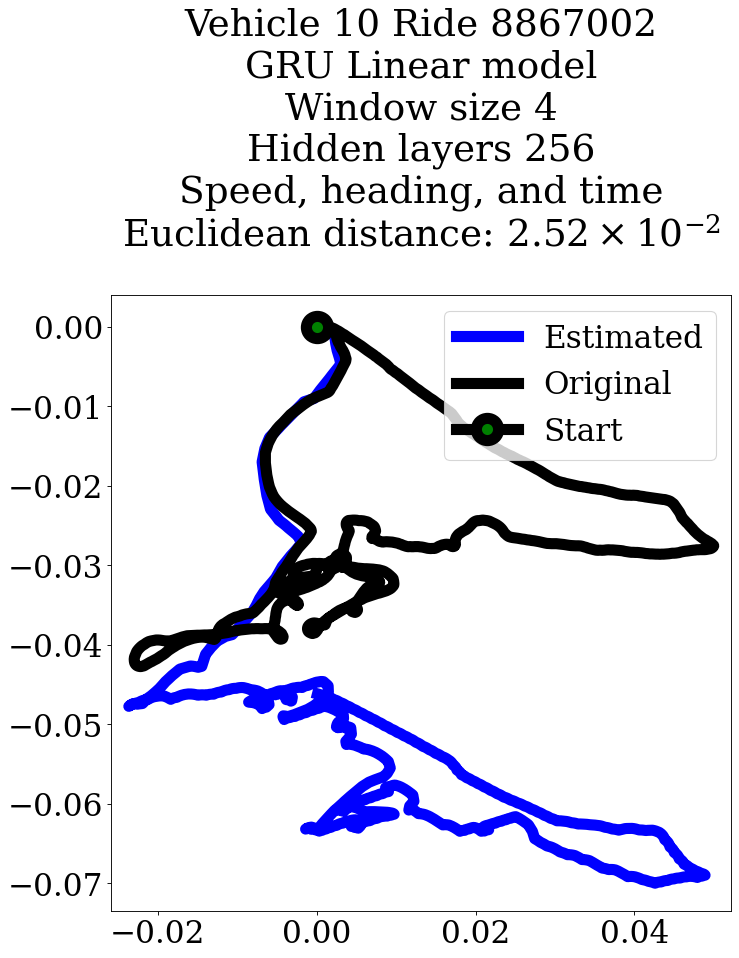 Vehicle 10 Ride 8867002
GRU Linear model
Window size 4
Hidden layers 256
Speed, heading, and time
Euclidean distance: 2.52 × 10⁻²
Estimated
Original
Start
0.00
−0.01
−0.02
−0.03
−0.04
−0.05
−0.06
−0.07
−0.02
0.00
0.02
0.04